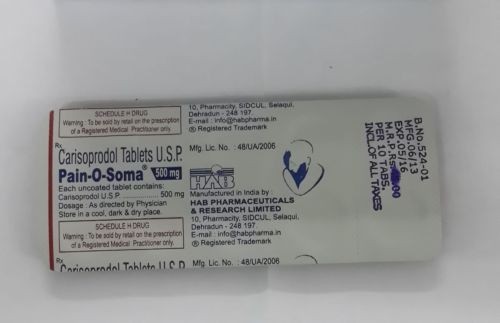 SCHEDULE H DRUG
Warning : To be sold by retail on the prescription
of a Registered Medical Practitioner only.
Rx
Carisoprodol Tablets U.S.P.
Pain-O-Soma® 500 mg
Each uncoated tablet contains:
Carisoprodol U.S.P. 500 mg
Dosage : As directed by Physician
Store in a cool, dark & dry place.
SCHEDULE H DRUG
Warning : To be sold by retail on the prescription
of a Registered Medical Practitioner only.
Rx
Carisoprodol Tablets U.S.P.
10, Pharmacity, SIDCUL, Selaqui,
Dehradun - 248 197.
E-mail : info@habpharma.in
® Registered Trademark
Mfg. Lic. No. : 48/UA/2006
HAB
Manufactured in India by :
HAB PHARMACEUTICALS
& RESEARCH LIMITED
10, Pharmacity, SIDCUL, Selaqui,
Dehradun - 248 197.
E-mail : info@habpharma.in
® Registered Trademark
Mfg. Lic. No. : 48/UA/2006
B.No.524-01
MFG.06/13
EXP.05/16
M.R.P.Rs
PER 10 TABS.
INCL.OF ALL TAXES